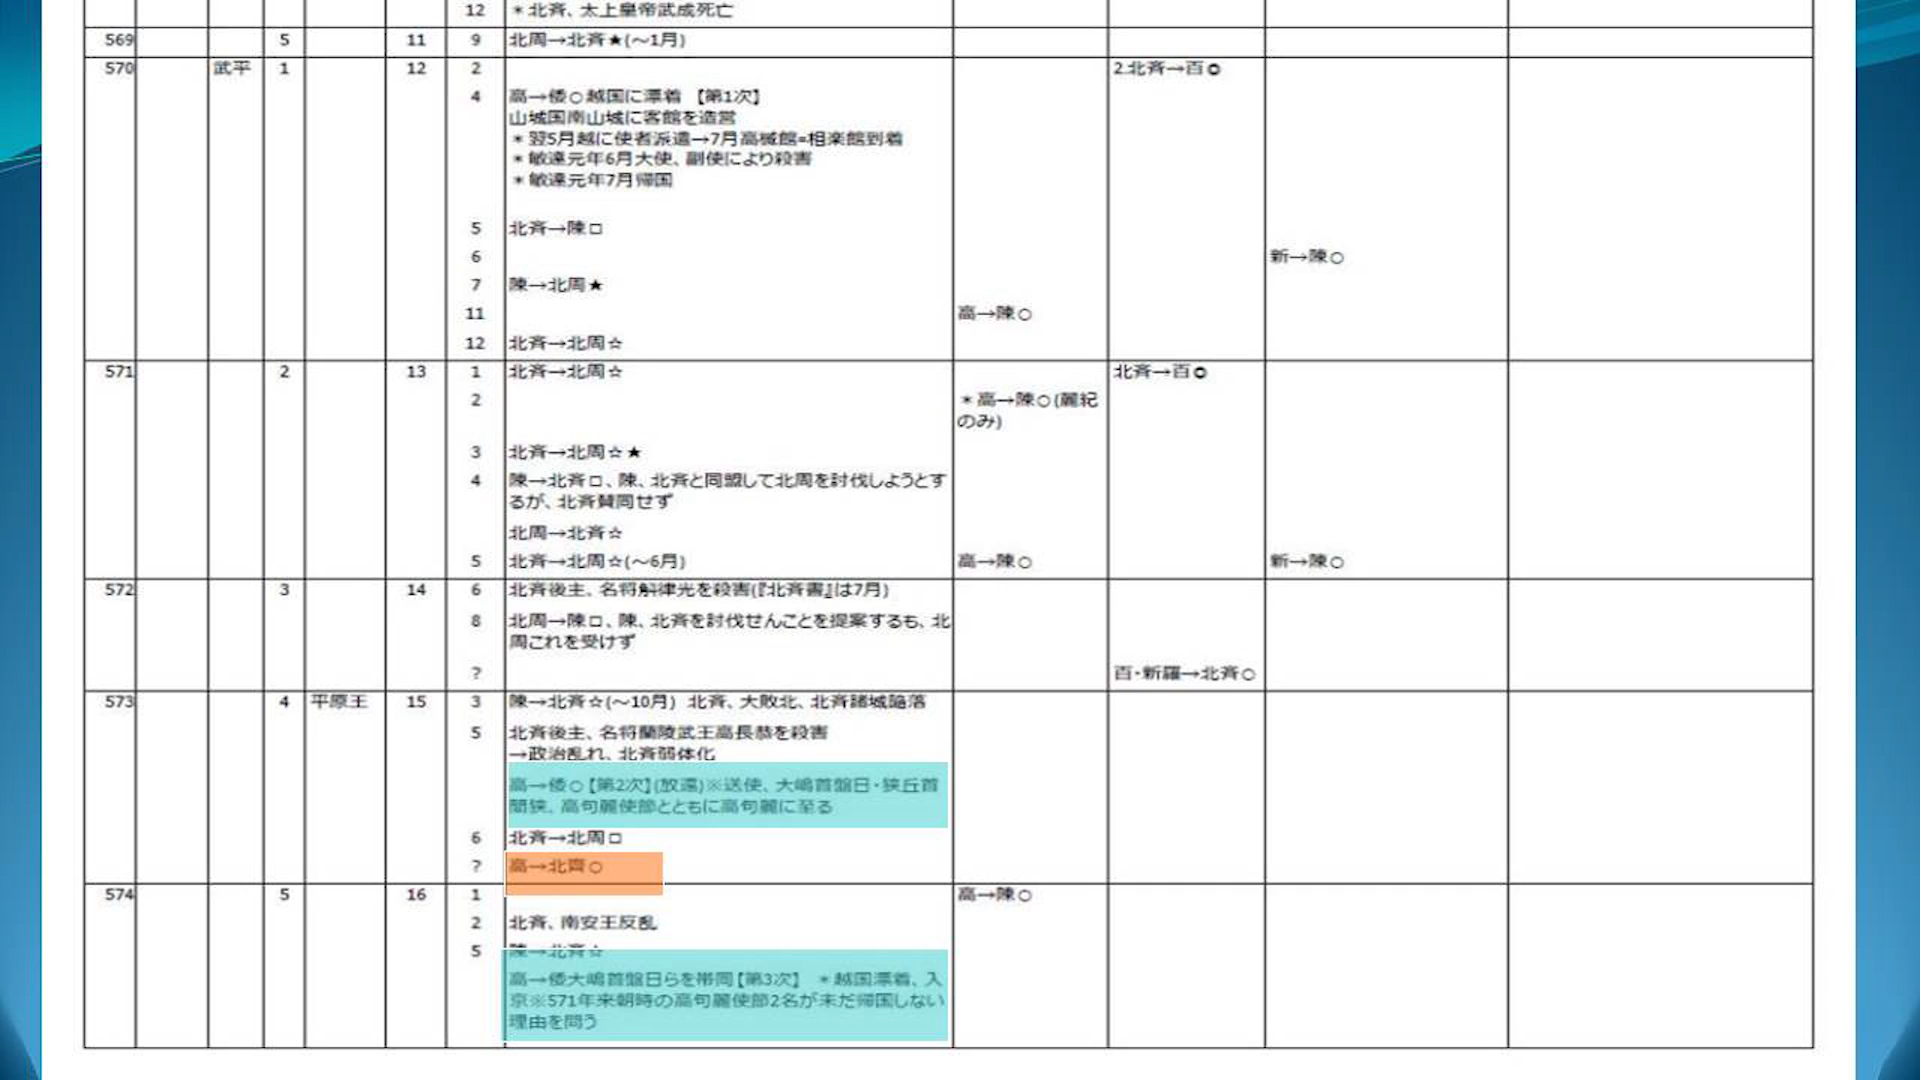 12 ＊北斉、太上皇帝武成死亡
569 5 11 9 北周→北斉★(～1月)
570 武平 1 12 2 2.北斉→百◎
4 高→倭○越国に漂着 【第1次】
山城国南山城に客館を造営
＊翌5月越に使者派遣→7月高槭館=相楽館到着
＊敏達元年6月大使、副使により殺害
＊敏達元年7月帰国
5 北斉→陳□
6 新→陳○
7 陳→北周★
11 高→陳○
12 北斉→北周☆
571 2 13 1 北斉→北周☆ 北斉→百◎
2 ＊高→陳○(麗紀
のみ)
3 北斉→北周☆★
4 陳→北斉□、陳、北斉と同盟して北周を討伐しようとす
るが、北斉賛同せず
北周→北斉☆
5 北斉→北周☆(～6月) 高→陳○ 新→陳○
572 3 14 6 北斉後主、名将斛律光を殺害(『北斉書』は7月)
8 北周→陳□、陳、北斉を討伐せんことを提案するも、北
周これを受けず
? 百・新羅→北斉○
573 4 平原王 15 3 陳→北斉☆(～10月) 北斉、大敗北、北斉諸城陥落
5 北斉後主、名将蘭陵武王高長恭を殺害
→政治乱れ、北斉弱体化
高→倭○【第2次】(放還)※送使、大嶋首磐日・狭丘首
間狭、高句麗使節とともに高句麗に至る
6 北斉→北周□
? 高→北齊○
574 5 16 1 高→陳○
2 北斉、南安王反乱
5 陳→北斉☆
高→倭大嶋首磐日らを帯同【第3次】 ＊越国漂着、入
京※571年来朝時の高句麗使節2名が未だ帰国しない
理由を問う